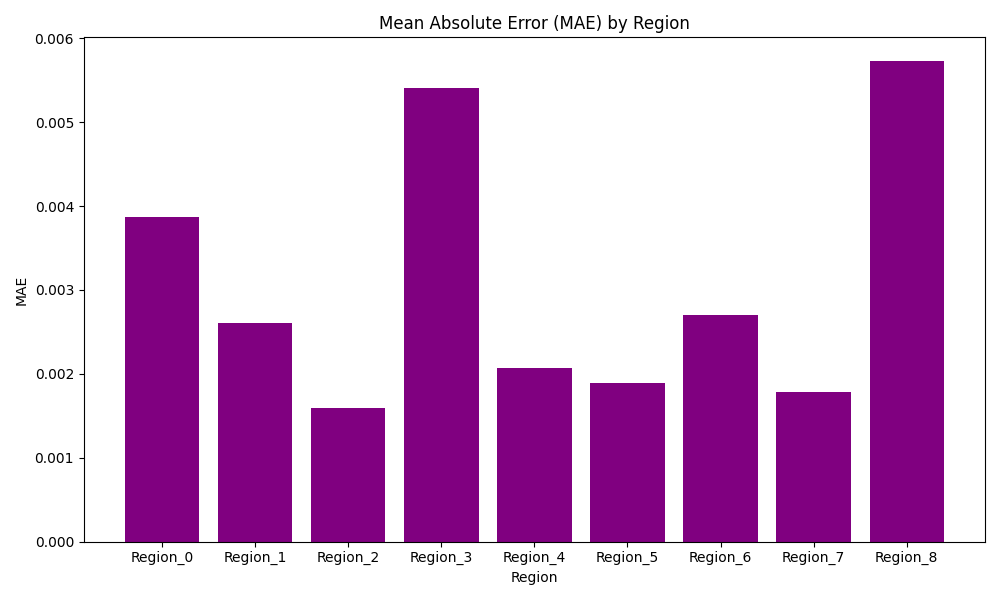 Mean Absolute Error (MAE) by Region
0.006
0.005
0.004
0.003
0.002
0.001
0.000
MAE
Region_0 Region_1 Region_2 Region_3 Region_4 Region_5 Region_6 Region_7 Region_8
Region